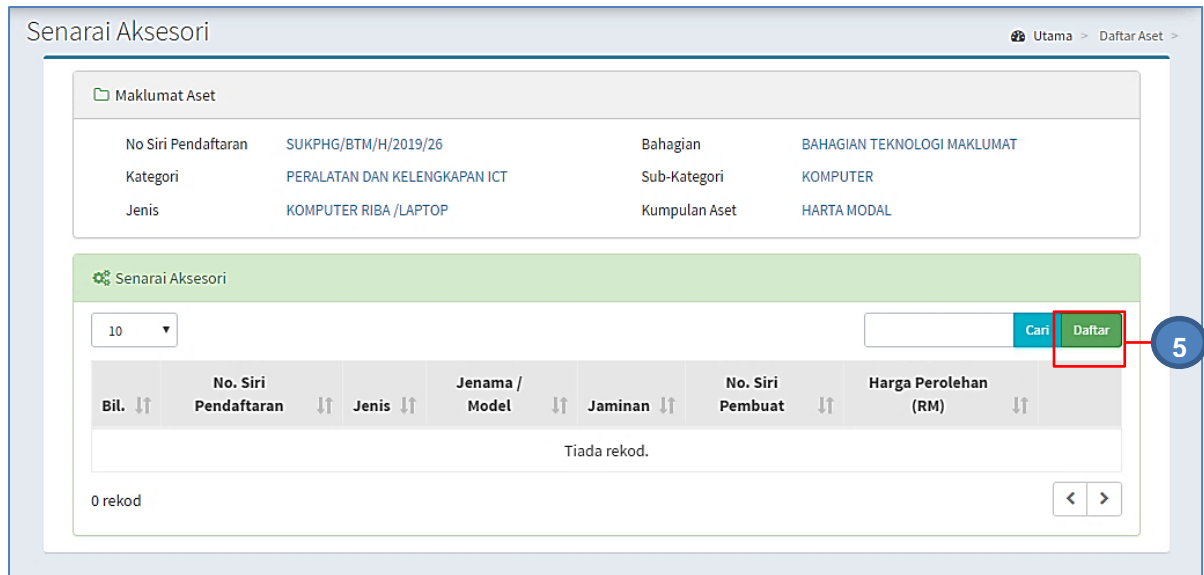 Senarai Aksesori
Utama > Daftar Aset >
Maklumat Aset
No Siri Pendaftaran SUKPHG/BTM/H/2019/26 Bahagian BAHAGIAN TEKNOLOGI MAKLUMAT
Kategori PERALATAN DAN KELENGKAPAN ICT Sub-Kategori KOMPUTER
Jenis KOMPUTER RIBA /LAPTOP Kumpulan Aset HARTA MODAL
Senarai Aksesori
10 Cari Daftar
5
Bil. No. Siri Pendaftaran Jenis Jenama / Model Jaminan No. Siri Pembuat Harga Perolehan (RM)
Tiada rekod.
0 rekod < >